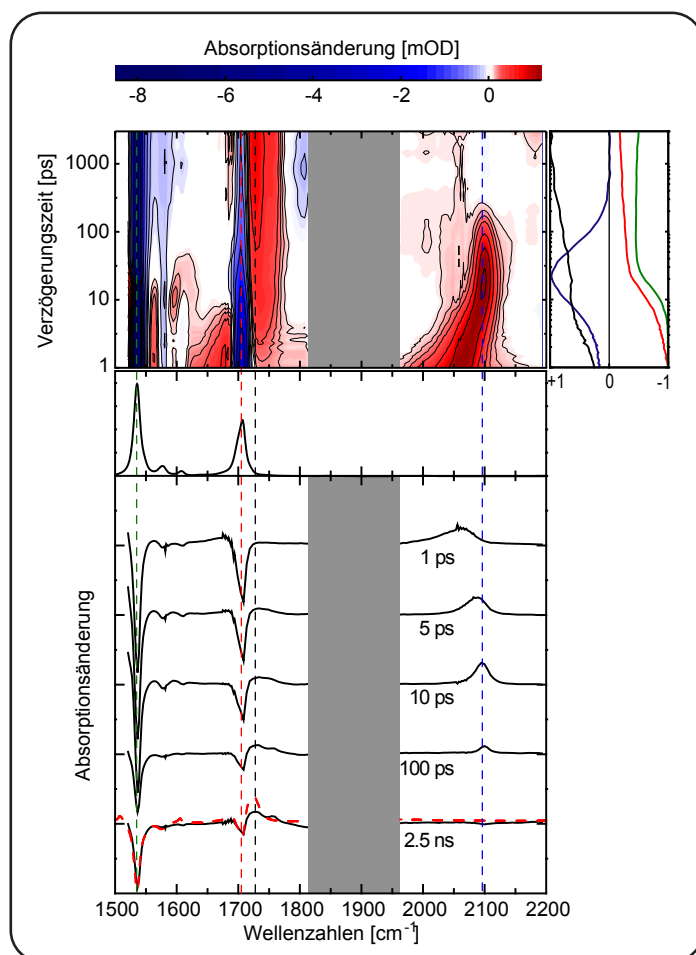 Absorptionsänderung [mOD]
-8 -6 -4 -2 0
Verzögerungszeit [ps]
1000
100
10
1
+1 0 -1
1 ps
5 ps
10 ps
100 ps
2.5 ns
Absorptionsänderung
1500 1600 1700 1800 1900 2000 2100 2200
Wellenzahlen [cm⁻¹]